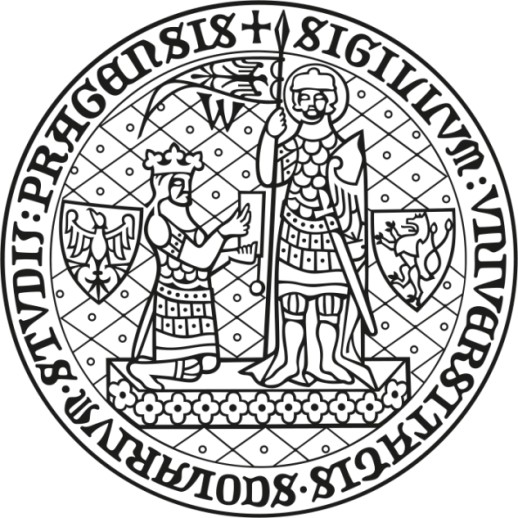 ✝ SIGILLVM : VNIVERSITATIS · SCOLARIVM · STVDII : PRAGENSIS
W